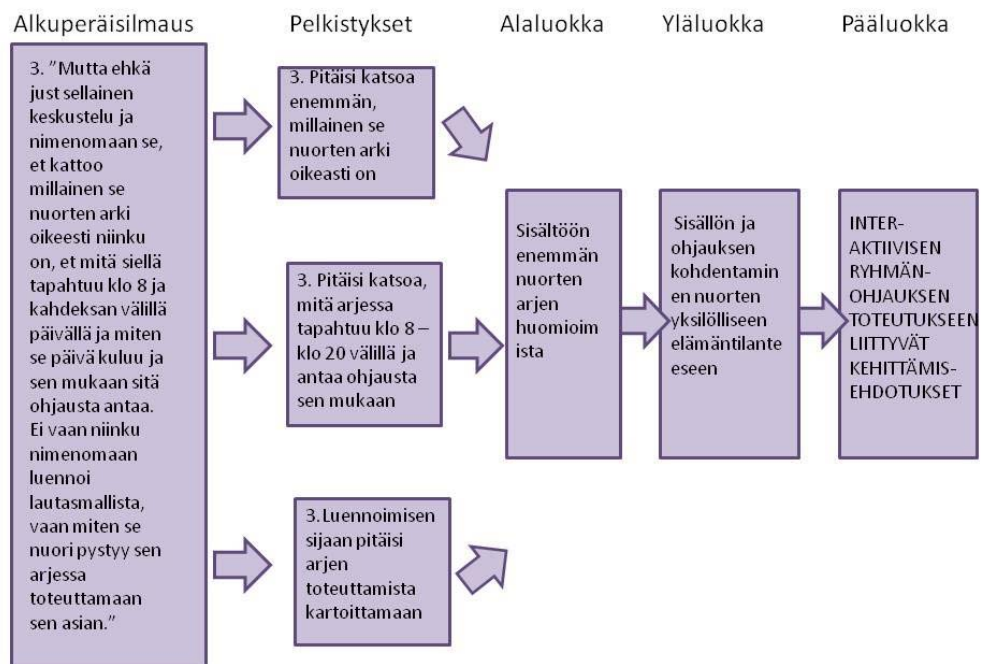 Alkuperäisilmaus
Pelkistykset
Alaluokka
Yläluokka
Pääluokka
3. ”Mutta ehkä
just sellainen
keskustelu ja
nimenomaan se,
et kattoo
millainen se
nuorten arki
oikeesti niinku
on, et mitä siellä
tapahtuu klo 8 ja
kahdeksan välillä
päivällä ja miten
se päivä kuluu ja
sen mukaan sitä
ohjausta antaa.
Ei vaan niinku
nimenomaan
luennoi
lautasmallista,
vaan miten se
nuori pystyy sen
arjessa
toteuttamaan
sen asian.”
3. Pitäisi katsoa
enemmän,
millainen se
nuorten arki
oikeasti on
3. Pitäisi katsoa,
mitä arjessa
tapahtuu klo 8 –
klo 20 välillä ja
antaa ohjausta
sen mukaan
3.Luennoimisen
sijaan pitäisi
arjen
toteuttamista
kartoittamaan
Sisältöön
enemmän
nuorten
arjen
huomioim
ista
Sisällön ja
ohjauksen
kohdentamin
en nuorten
yksilölliseen
elämäntilante
eseen
INTER-
AKTIIVISEN
RYHMÄN-
OHJAUKSEN
TOTEUTUKSEEN
LIITTYVÄT
KEHITTÄMIS-
EHDOTUKSET